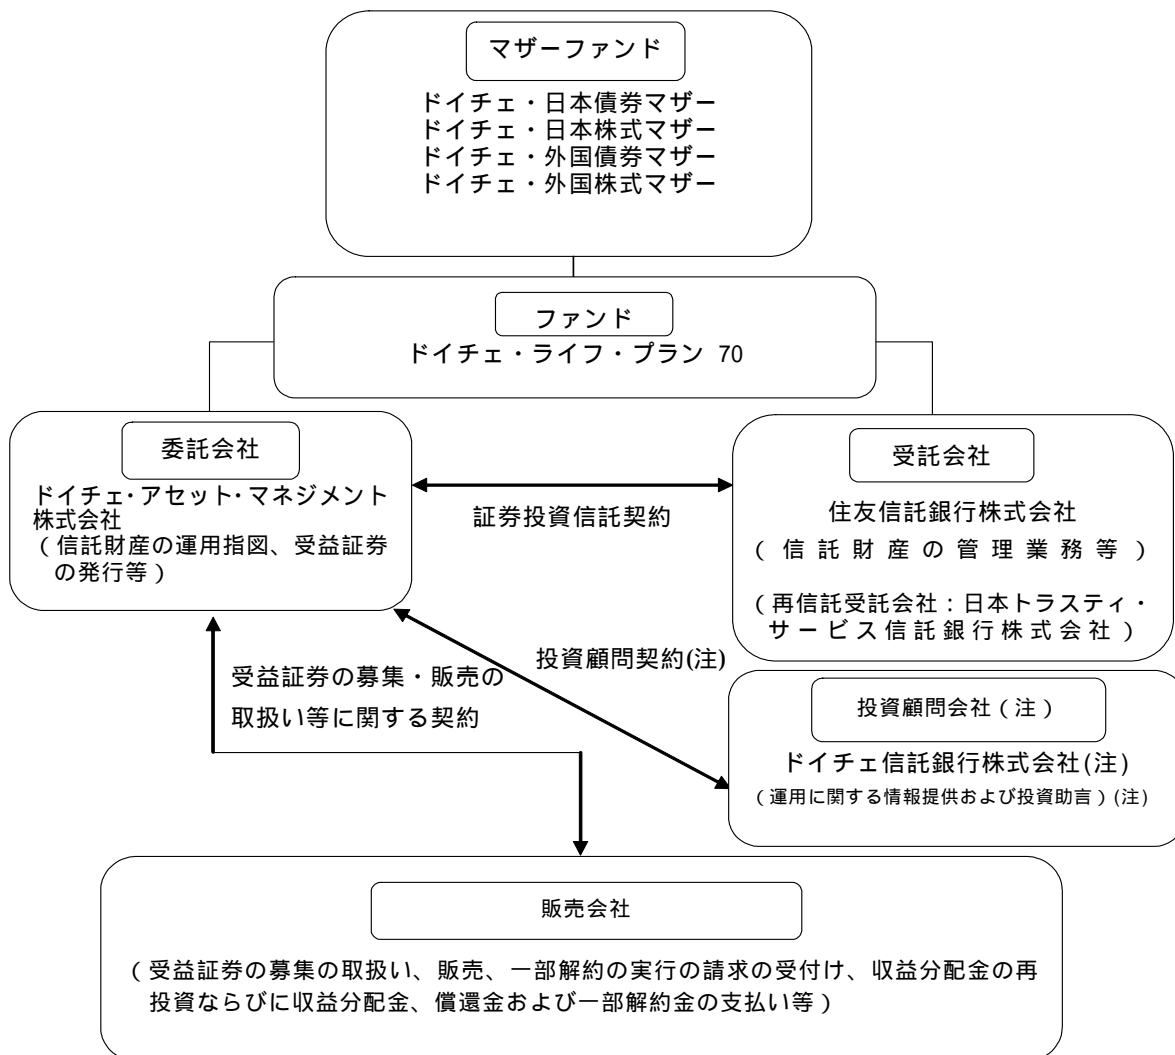 マザーファンド
ドイチェ・日本債券マザー
ドイチェ・日本株式マザー
ドイチェ・外国債券マザー
ドイチェ・外国株式マザー
ファンド
ドイチェ・ライフ・プラン 70
委託会社
ドイチェ・アセット・マネジメント
株式会社
(信託財産の運用指図、受益証券
の発行等)
証券投資信託契約
受託会社
住友信託銀行株式会社
(信託財産の管理業務等)
(再信託受託会社:日本トラスティ・
サービス信託銀行株式会社)
受益証券の募集・販売の
取扱い等に関する契約
投資顧問契約(注)
投資顧問会社(注)
ドイチェ信託銀行株式会社(注)
(運用に関する情報提供および投資助言)(注)
販売会社
(受益証券の募集の取扱い、販売、一部解約の実行の請求の受付け、収益分配金の再
投資ならびに収益分配金、償還金および一部解約金の支払い等)